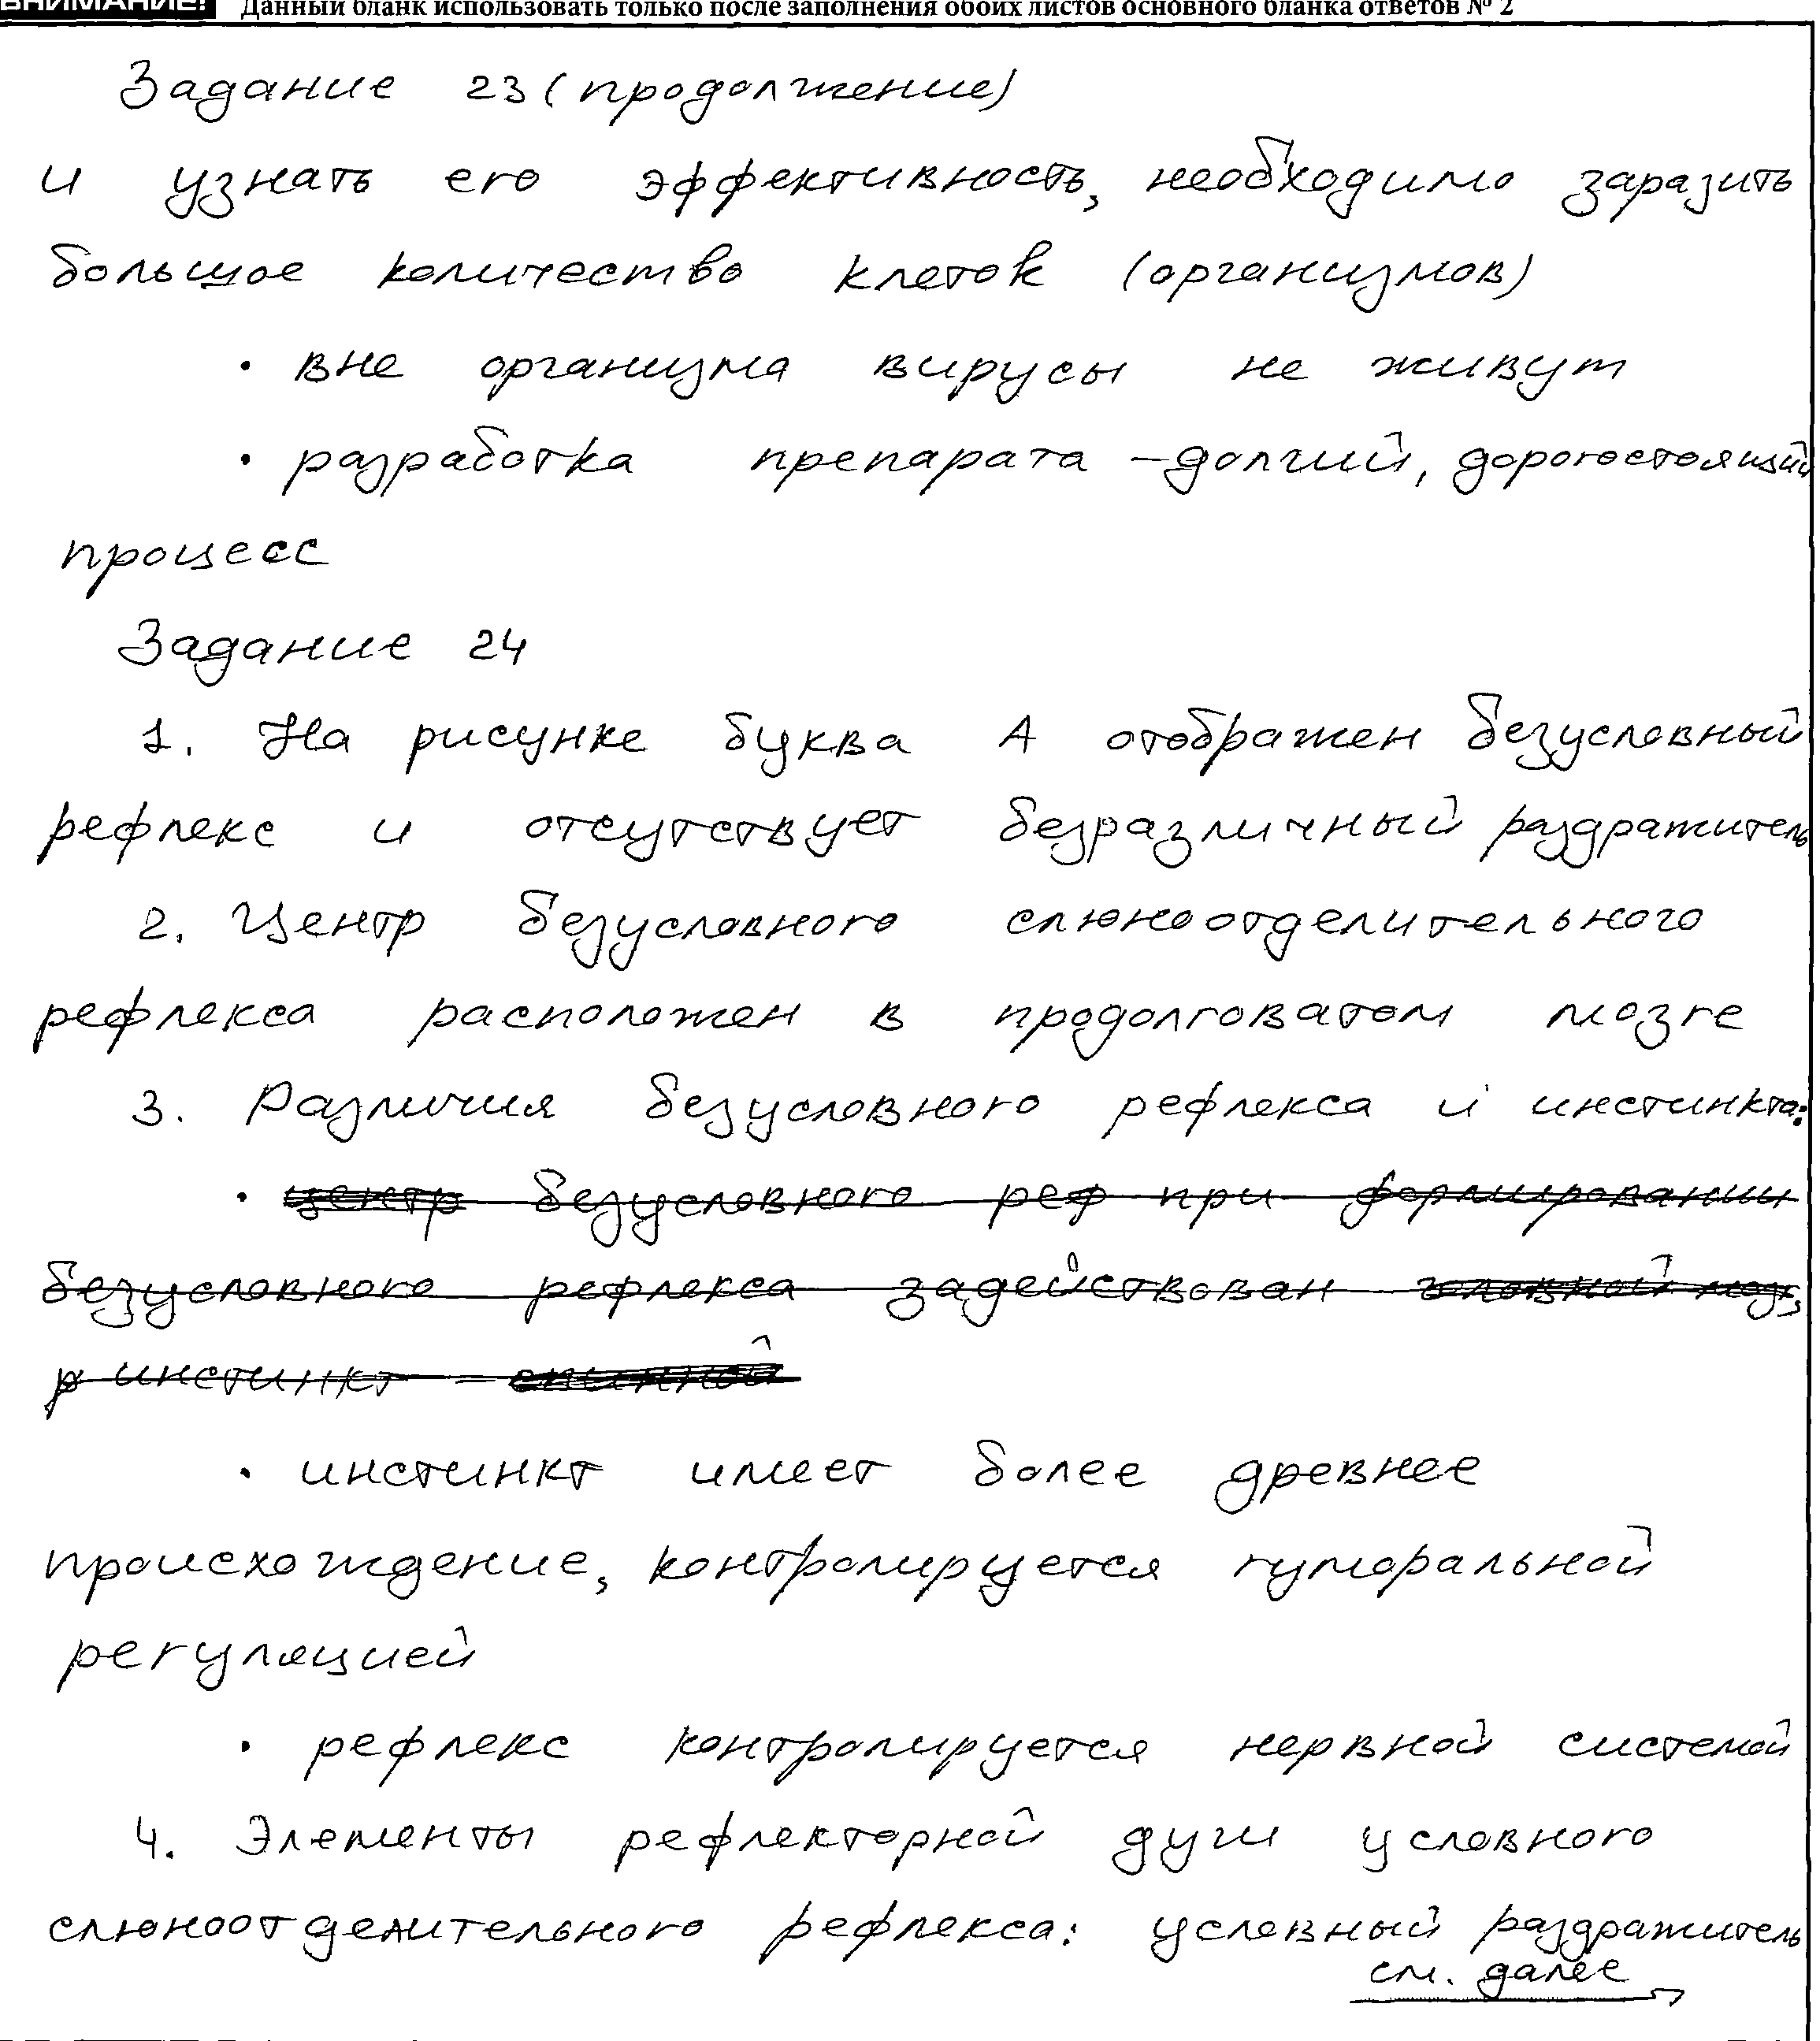 ВНИМАНИЕ! Данный бланк использовать только после заполнения обоих листов основного бланка ответов № 2
Задание 23 (продолжение)
и узнать его эффективность, необходимо заразить
большое количество клеток (организмов)
· вне организма вирусы не живут
· разработка препарата – долгий, дорогостоящий
процесс
Задание 24
1. На рисунке буква А отображен безусловный
рефлекс и отсутствует безразличный раздражитель
2. Центр безусловного слюноотделительного
рефлекса расположен в продолговатом мозге
3. Различия безусловного рефлекса и инстинкта:
· центр безусловного реф при формировании
безусловного рефлекса задействован головной мозг,
р инстинкт – спинной
· инстинкт имеет более древнее
происхождение, контролируется гуморальной
регуляцией
· рефлекс контролируется нервной системой
4. Элементы рефлекторной дуги условного
слюноотделительного рефлекса: условный раздражитель
см. далее